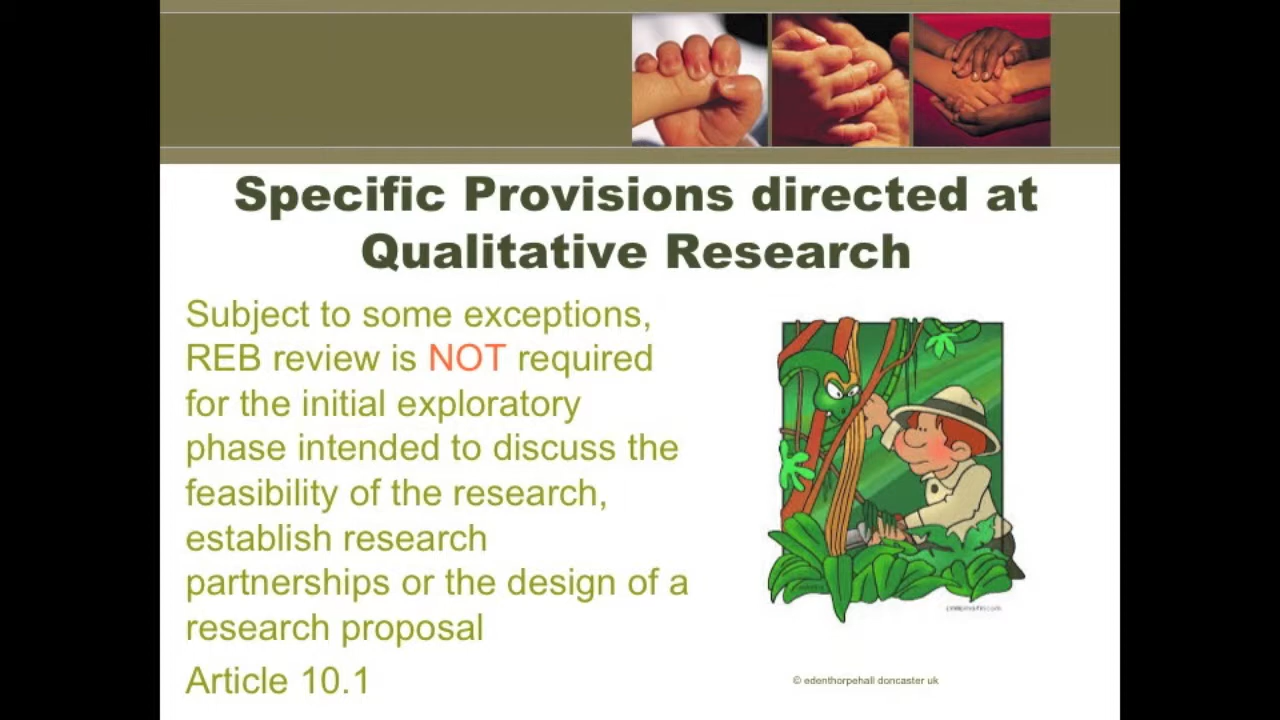 Specific Provisions directed at
Qualitative Research
Subject to some exceptions,
REB review is NOT required
for the initial exploratory
phase intended to discuss the
feasibility of the research,
establish research
partnerships or the design of a
research proposal
Article 10.1
© edenthorpehall doncaster uk